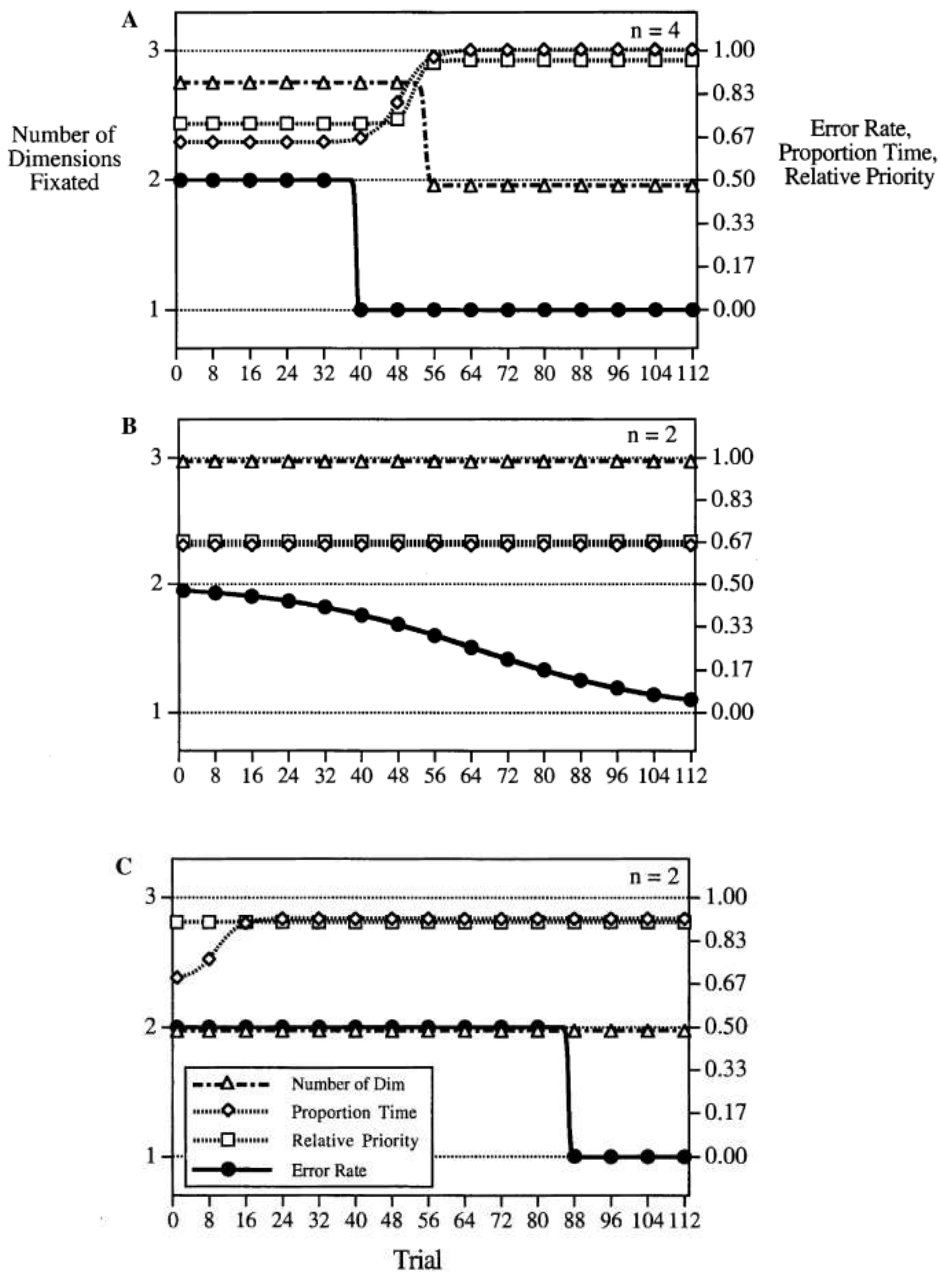 A
n = 4
3
2
1
Number of
Dimensions
Fixated
1.00
0.83
0.67
0.50
0.33
0.17
0.00
Error Rate,
Proportion Time,
Relative Priority
0 8 16 24 32 40 48 56 64 72 80 88 96 104 112
B
n = 2
3
2
1
1.00
0.83
0.67
0.50
0.33
0.17
0.00
0 8 16 24 32 40 48 56 64 72 80 88 96 104 112
C
n = 2
3
2
1
1.00
0.83
0.67
0.50
0.33
0.17
0.00
Number of Dim
Proportion Time
Relative Priority
Error Rate
0 8 16 24 32 40 48 56 64 72 80 88 96 104 112
Trial